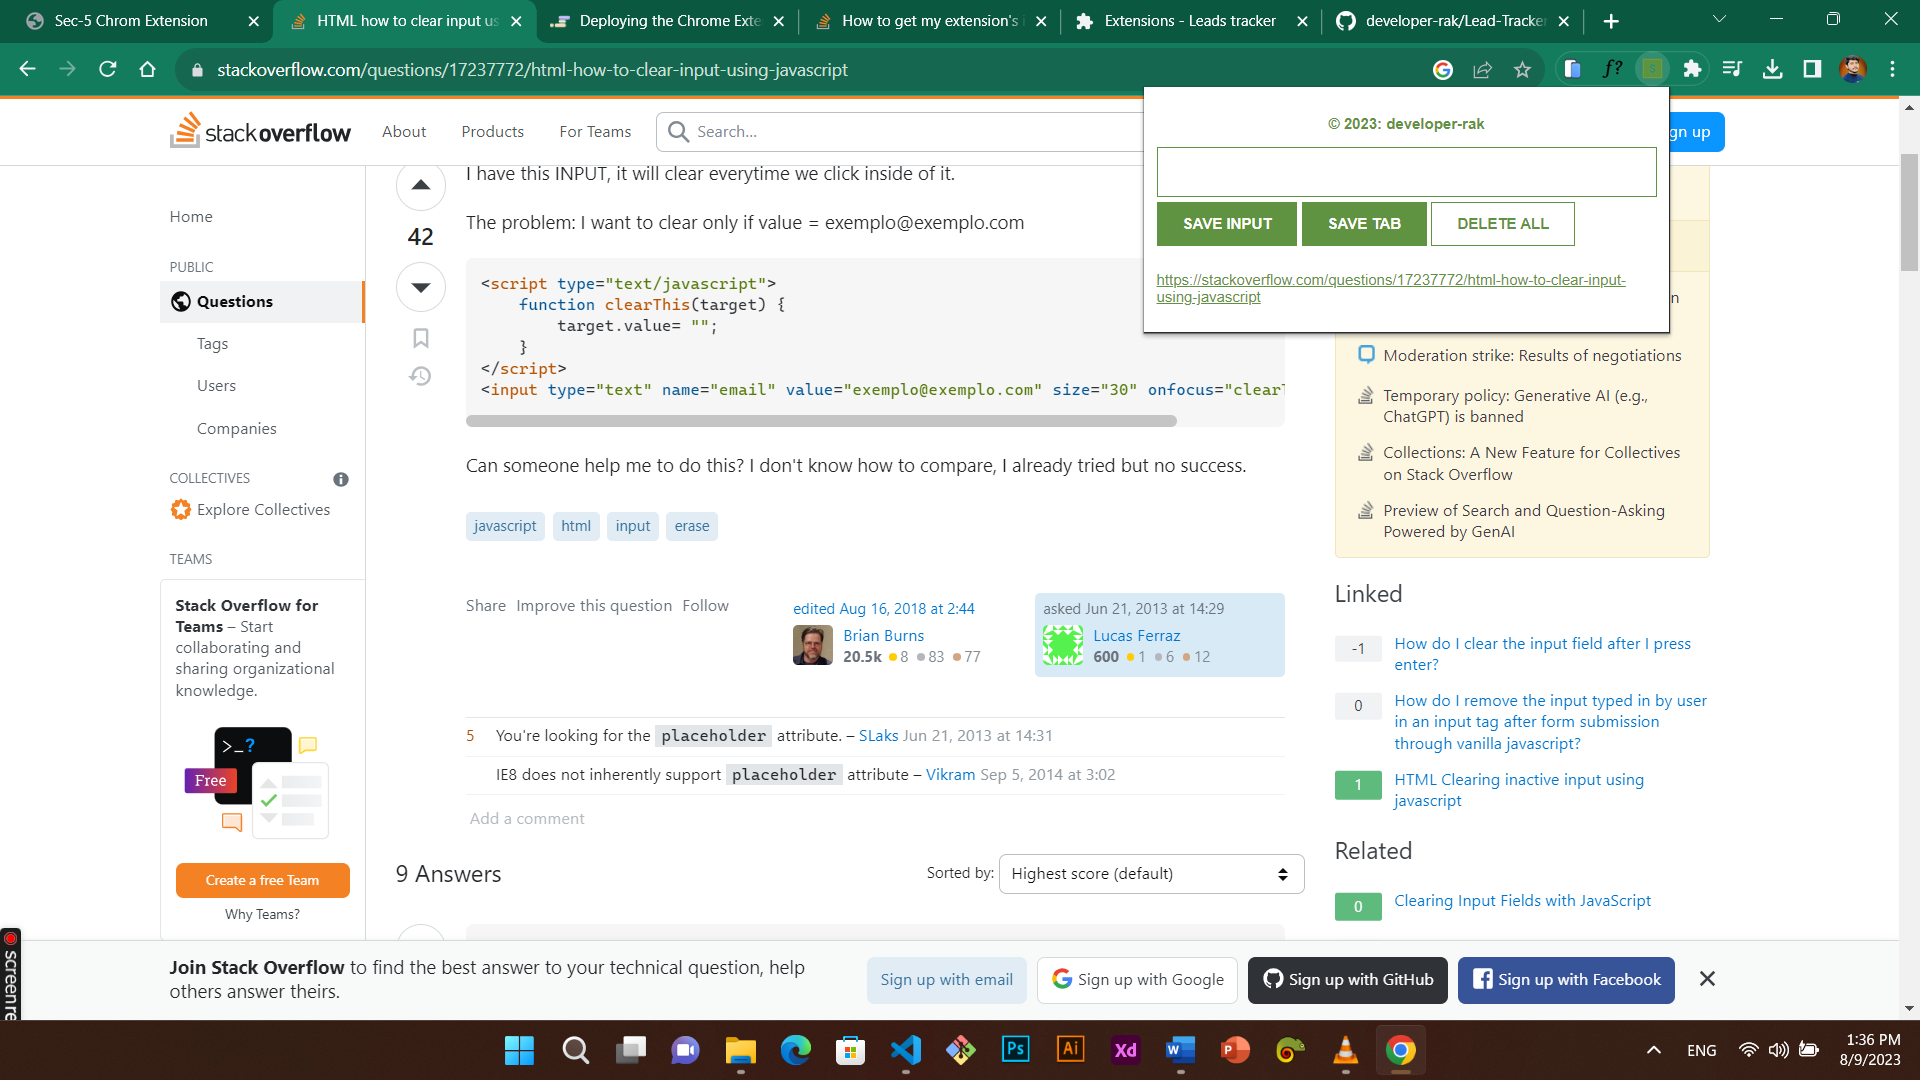 Sec-5 Chrom Extension
HTML how to clear input us
Deploying the Chrome Exte
How to get my extension's i
Extensions - Leads tracker
developer-rak/Lead-Tracker
stackoverflow.com/questions/17237772/html-how-to-clear-input-using-javascript
f?
stack overflow
About
Products
For Teams
Search...
gn up
© 2023: developer-rak
SAVE INPUT
SAVE TAB
DELETE ALL
https://stackoverflow.com/questions/17237772/html-how-to-clear-input-
using-javascript
Home
PUBLIC
Questions
Tags
Users
Companies
COLLECTIVES
Explore Collectives
TEAMS
Stack Overflow for
Teams – Start
collaborating and
sharing organizational
knowledge.
>_?
Free
Create a free Team
Why Teams?
I have this INPUT, it will clear everytime we click inside of it.
42
The problem: I want to clear only if value = exemplo@exemplo.com
<script type="text/javascript">
function clearThis(target) {
target.value= "";
}
</script>
<input type="text" name="email" value="exemplo@exemplo.com" size="30" onfocus="clearT
Can someone help me to do this? I don't know how to compare, I already tried but no success.
javascript
html
input
erase
Share
Improve this question
Follow
edited Aug 16, 2018 at 2:44
Brian Burns
20.5k 8 83 77
asked Jun 21, 2013 at 14:29
Lucas Ferraz
600 1 6 12
5 You're looking for the placeholder attribute. – SLaks Jun 21, 2013 at 14:31
IE8 does not inherently support placeholder attribute – Vikram Sep 5, 2014 at 3:02
Add a comment
9 Answers
Sorted by:
Highest score (default)
n
Moderation strike: Results of negotiations
Temporary policy: Generative AI (e.g.,
ChatGPT) is banned
Collections: A New Feature for Collectives
on Stack Overflow
Preview of Search and Question-Asking
Powered by GenAI
Linked
-1 How do I clear the input field after I press
enter?
0 How do I remove the input typed in by user
in an input tag after form submission
through vanilla javascript?
1 HTML Clearing inactive input using
javascript
Related
0 Clearing Input Fields with JavaScript
screen re
Join Stack Overflow to find the best answer to your technical question, help
others answer theirs.
Sign up with email
Sign up with Google
Sign up with GitHub
Sign up with Facebook
Ps
Ai
Xd
W
P
ENG
1:36 PM
8/9/2023